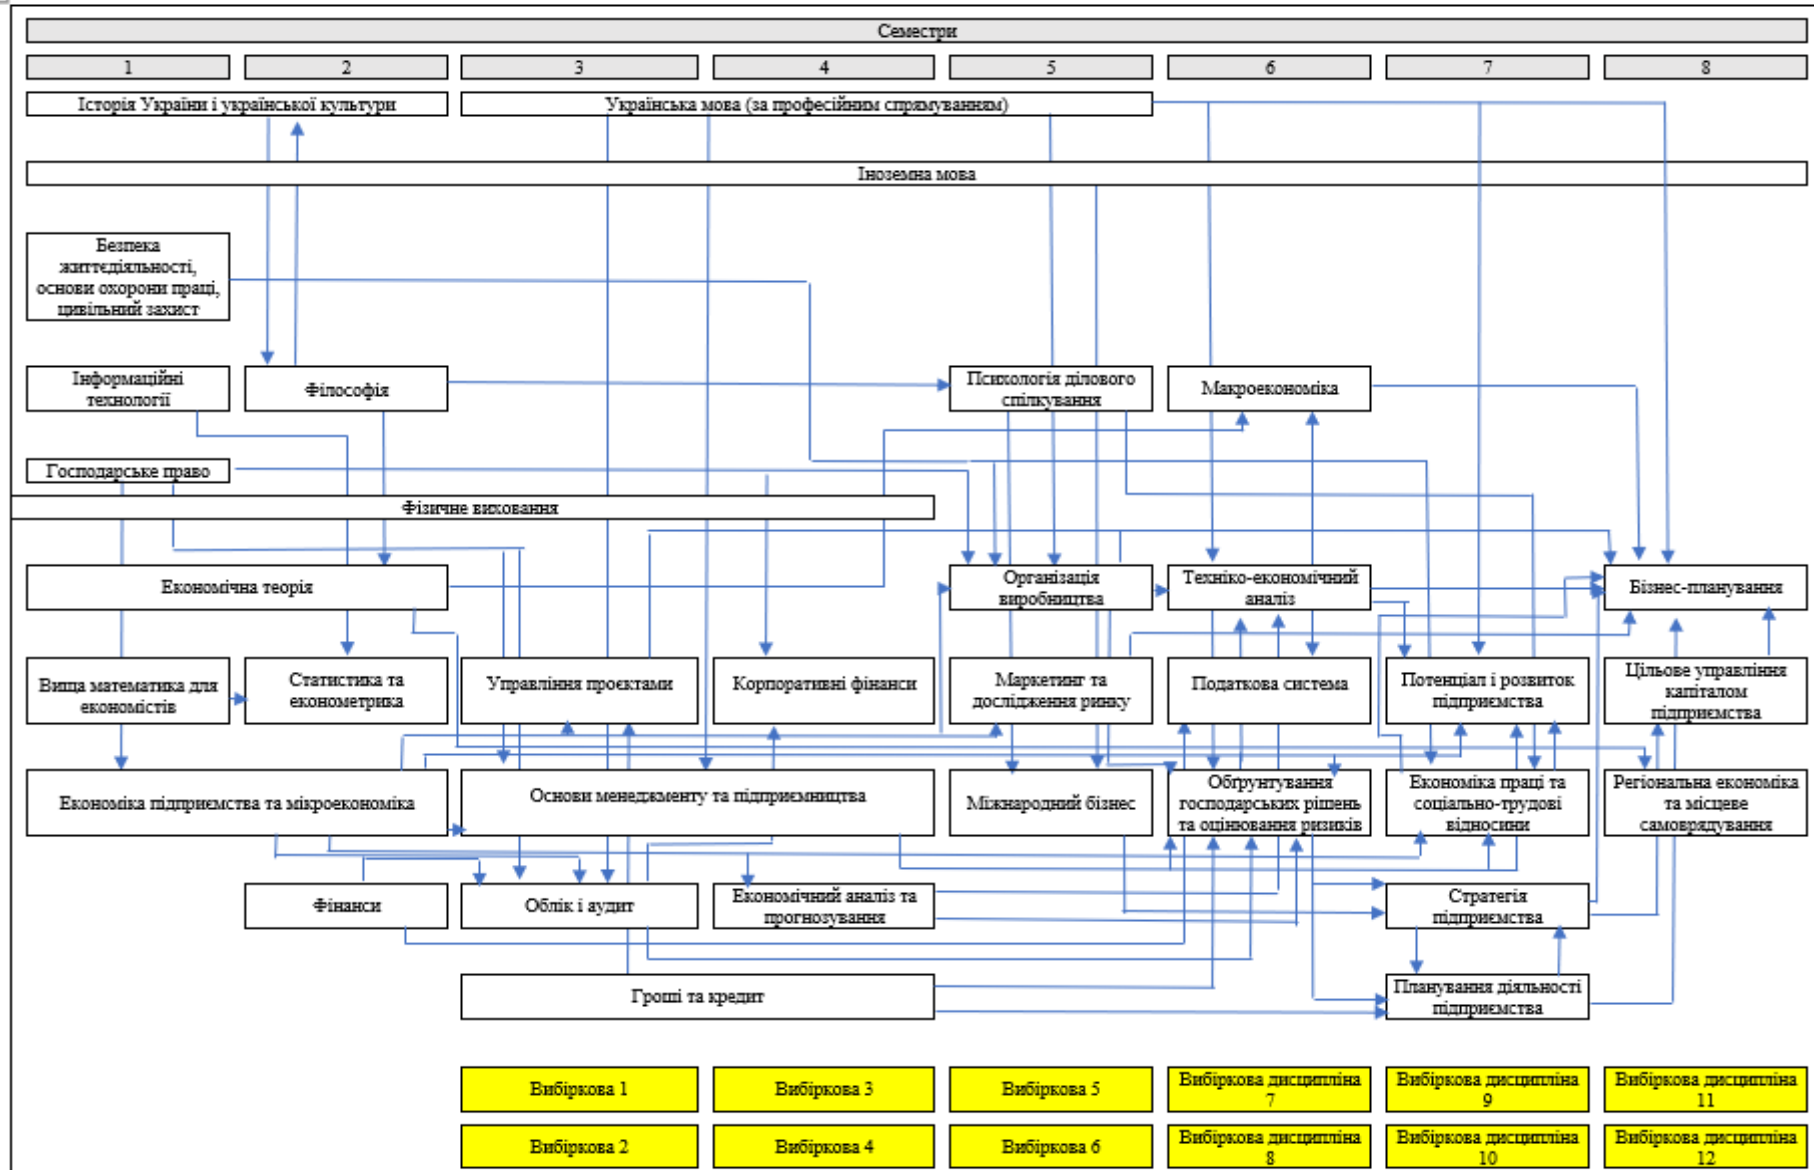 Семестри
1
2
3
4
5
6
7
8
Історія України і української культури
Українська мова (за професійним спрямуванням)
Іноземна мова
Безпека
життєдіяльності,
основи охорони праці,
цивільний захист
Інформаційні
технології
Філософія
Психологія ділового
спілкування
Макроекономіка
Господарське право
Фізичне виховання
Економічна теорія
Організація
виробництва
Техніко-економічний
аналіз
Бізнес-планування
Вища математика для
економістів
Статистика та
економетрика
Управління проєктами
Корпоративні фінанси
Маркетинг та
дослідження ринку
Податкова система
Потенціал і розвиток
підприємства
Цільове управління
капіталом
підприємства
Економіка підприємства та мікроекономіка
Основи менеджменту та підприємництва
Міжнародний бізнес
Обґрунтування
господарських рішень
та оцінювання ризиків
Економіка праці та
соціально-трудові
відносини
Регіональна економіка
та місцеве
самоврядування
Фінанси
Облік і аудит
Економічний аналіз та
прогнозування
Стратегія
підприємства
Гроші та кредит
Планування діяльності
підприємства
Вибіркова 1
Вибіркова 3
Вибіркова 5
Вибіркова дисципліна
7
Вибіркова дисципліна
9
Вибіркова дисципліна
11
Вибіркова 2
Вибіркова 4
Вибіркова 6
Вибіркова дисципліна
8
Вибіркова дисципліна
10
Вибіркова дисципліна
12